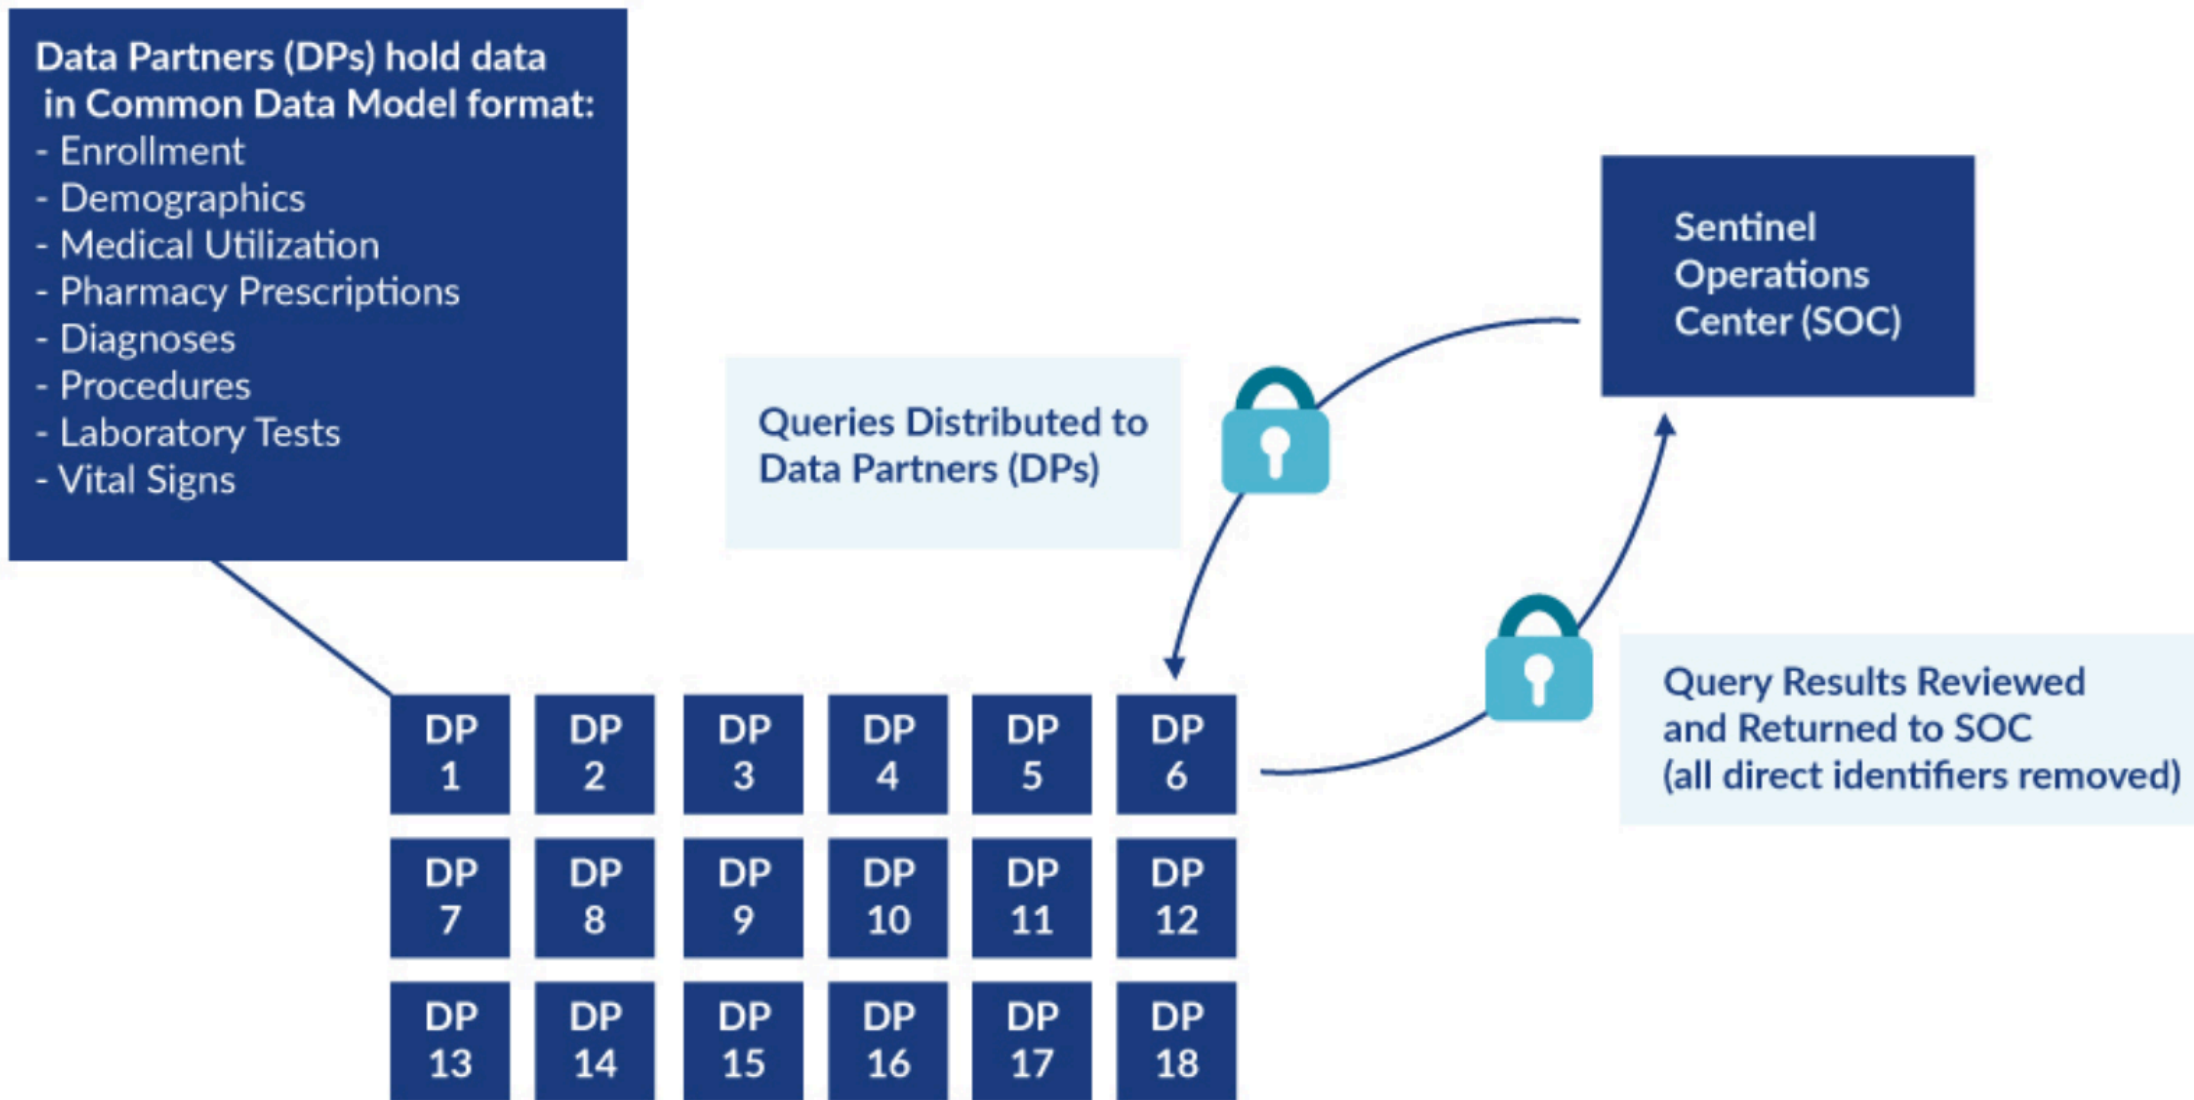 Data Partners (DPs) hold data
in Common Data Model format:
- Enrollment
- Demographics
- Medical Utilization
- Pharmacy Prescriptions
- Diagnoses
- Procedures
- Laboratory Tests
- Vital Signs
Sentinel
Operations
Center (SOC)
Queries Distributed to
Data Partners (DPs)
Query Results Reviewed
and Returned to SOC
(all direct identifiers removed)
DP
1
DP
2
DP
3
DP
4
DP
5
DP
6
DP
7
DP
8
DP
9
DP
10
DP
11
DP
12
DP
13
DP
14
DP
15
DP
16
DP
17
DP
18